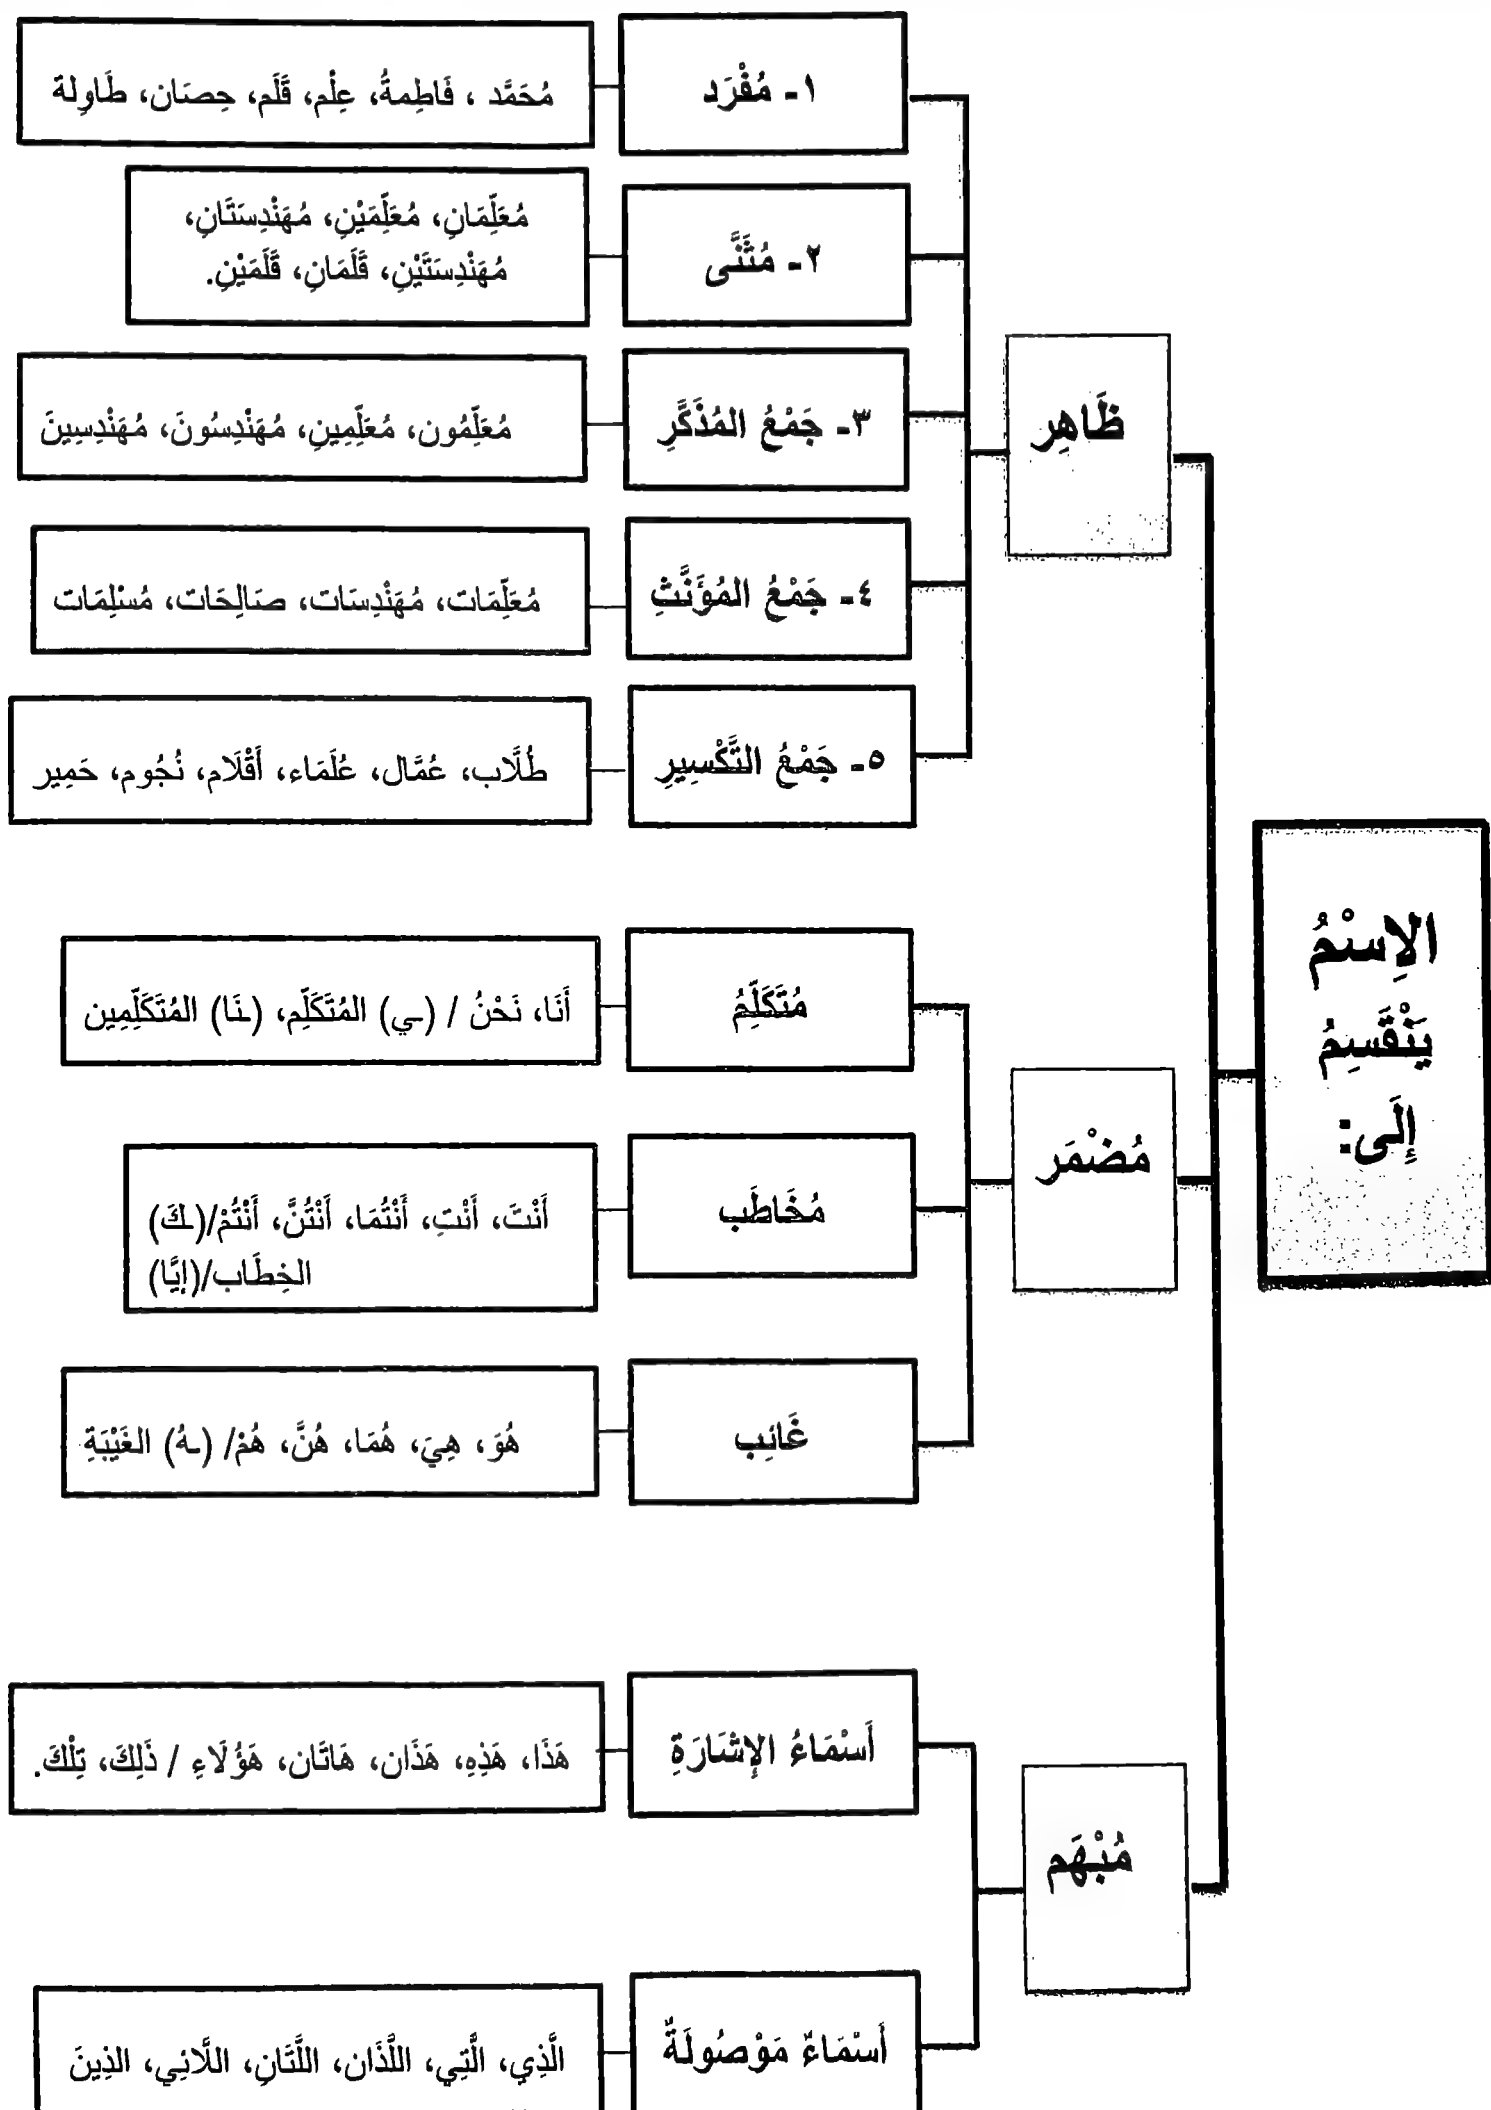 الاِسْمُ
يَنْقَسِمُ
إِلَى:
ظَاهِر
١- مُفْرَد
مُحَمَّد ، فَاطِمةُ، عِلْم، قَلَم، حِصَان، طَاوِلة
٢- مُثَنَّى
مُعَلِّمَانِ، مُعَلِّمَيْنِ، مُهَنْدِسَتَانِ،
مُهَنْدِسَتَيْنِ، قَلَمَانِ، قَلَمَيْنِ.
٣- جَمْعُ المُذَكَّرِ
مُعَلِّمُون، مُعَلِّمِينِ، مُهَنْدِسُونَ، مُهَنْدِسِينَ
٤- جَمْعُ المُؤَنَّثِ
مُعَلِّمَات، مُهَنْدِسَات، صَالِحَات، مُسْلِمَات
٥- جَمْعُ التَّكْسِيرِ
طُلَّاب، عُمَّال، عُلَمَاء، أَقْلَام، نُجُوم، حَمِير
مُضْمَر
مُتَكَلِّمُ
أَنَا، نَحْنُ / (ـي) المُتَكَلِّم، (ـنَا) المُتَكَلِّمِين
مُخَاطَب
أَنْتَ، أَنْتِ، أَنْتُمَا، أَنْتُنَّ، أَنْتُمْ/(ـكَ)
الخِطَاب/(إيَّا)
غَائِب
هُوَ، هِيَ، هُمَا، هُنَّ، هُمْ/ (ـهُ) الغَيْبَةِ
مُبْهَم
أَسْمَاءُ الإِشَارَةِ
هَذَا، هَذِهِ، هَذَان، هَاتَان، هَؤُلَاءِ / ذَلِكَ، تِلْكَ.
أَسْمَاءٌ مَوْصُولَةٌ
الَّذِي، الَّتِي، اللَّذَان، اللَّتَانِ، اللَّائِي، الذِينَ